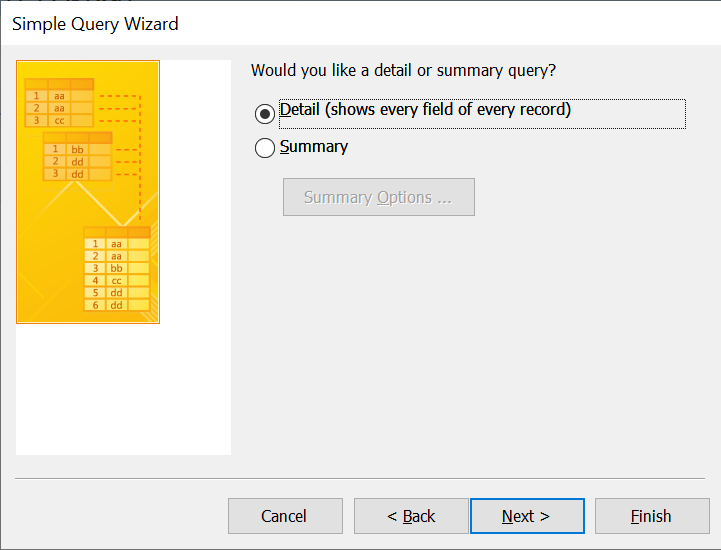 Simple Query Wizard
Would you like a detail or summary query?
Detail (shows every field of every record)
Summary
Summary Options ...
1 aa
2 aa
3 cc
1 bb
2 dd
3 dd
1 aa
2 aa
3 bb
4 cc
5 dd
6 dd
Cancel
< Back
Next >
Finish